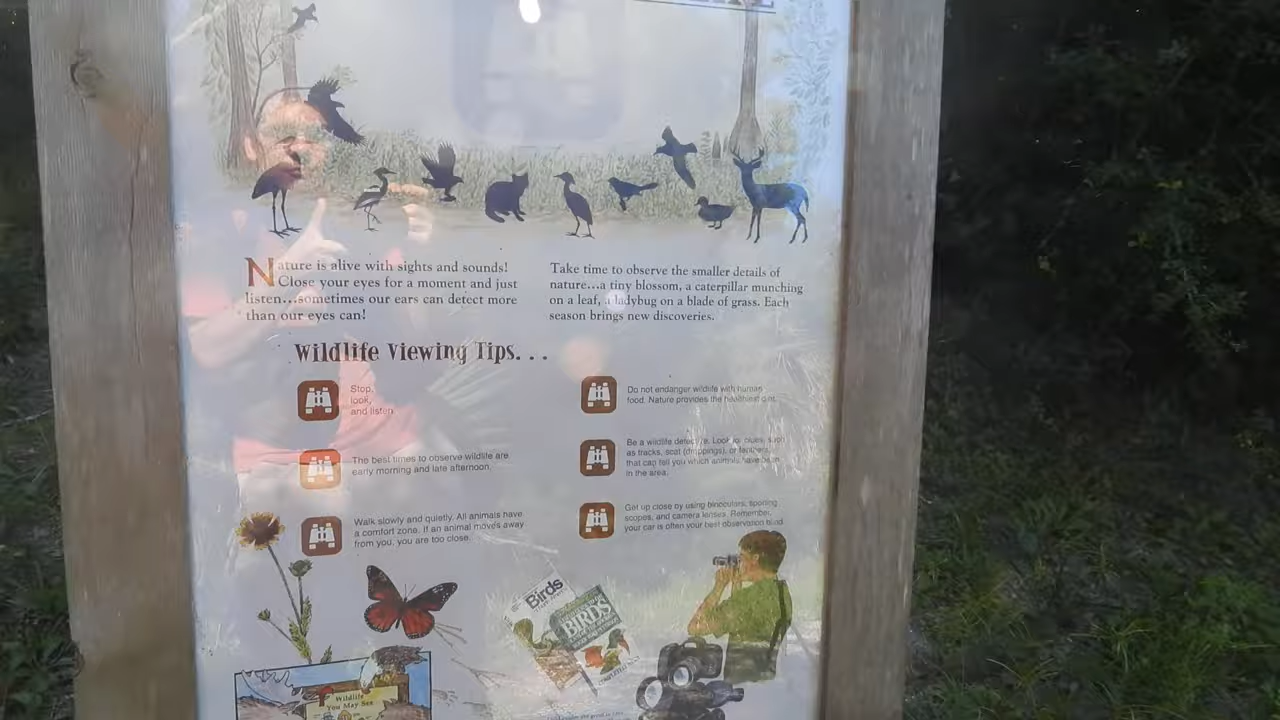 Nature is alive with sights and sounds!
Close your eyes for a moment and just
listen...sometimes our ears can detect more
than our eyes can!
Take time to observe the smaller details of
nature...a tiny blossom, a caterpillar munching
on a leaf, a ladybug on a blade of grass. Each
season brings new discoveries.
Wildlife Viewing Tips. . .
Stop,
look,
and listen
The best times to observe wildlife are
early morning and late afternoon.
Walk slowly and quietly. All animals have
a comfort zone. If an animal moves away
from you, you are too close.
Do not endanger wildlife with human
food. Nature provides the healthiest diet.
Be a wildlife detective. Look for clues, such
as tracks, scat (droppings), or feathers,
that can tell you which animals have been
in the area.
Get up close by using binoculars, spotting
scopes, and camera lenses. Remember,
your car is often your best observation blind.
Birds
BIRDS
Wildlife
You May See